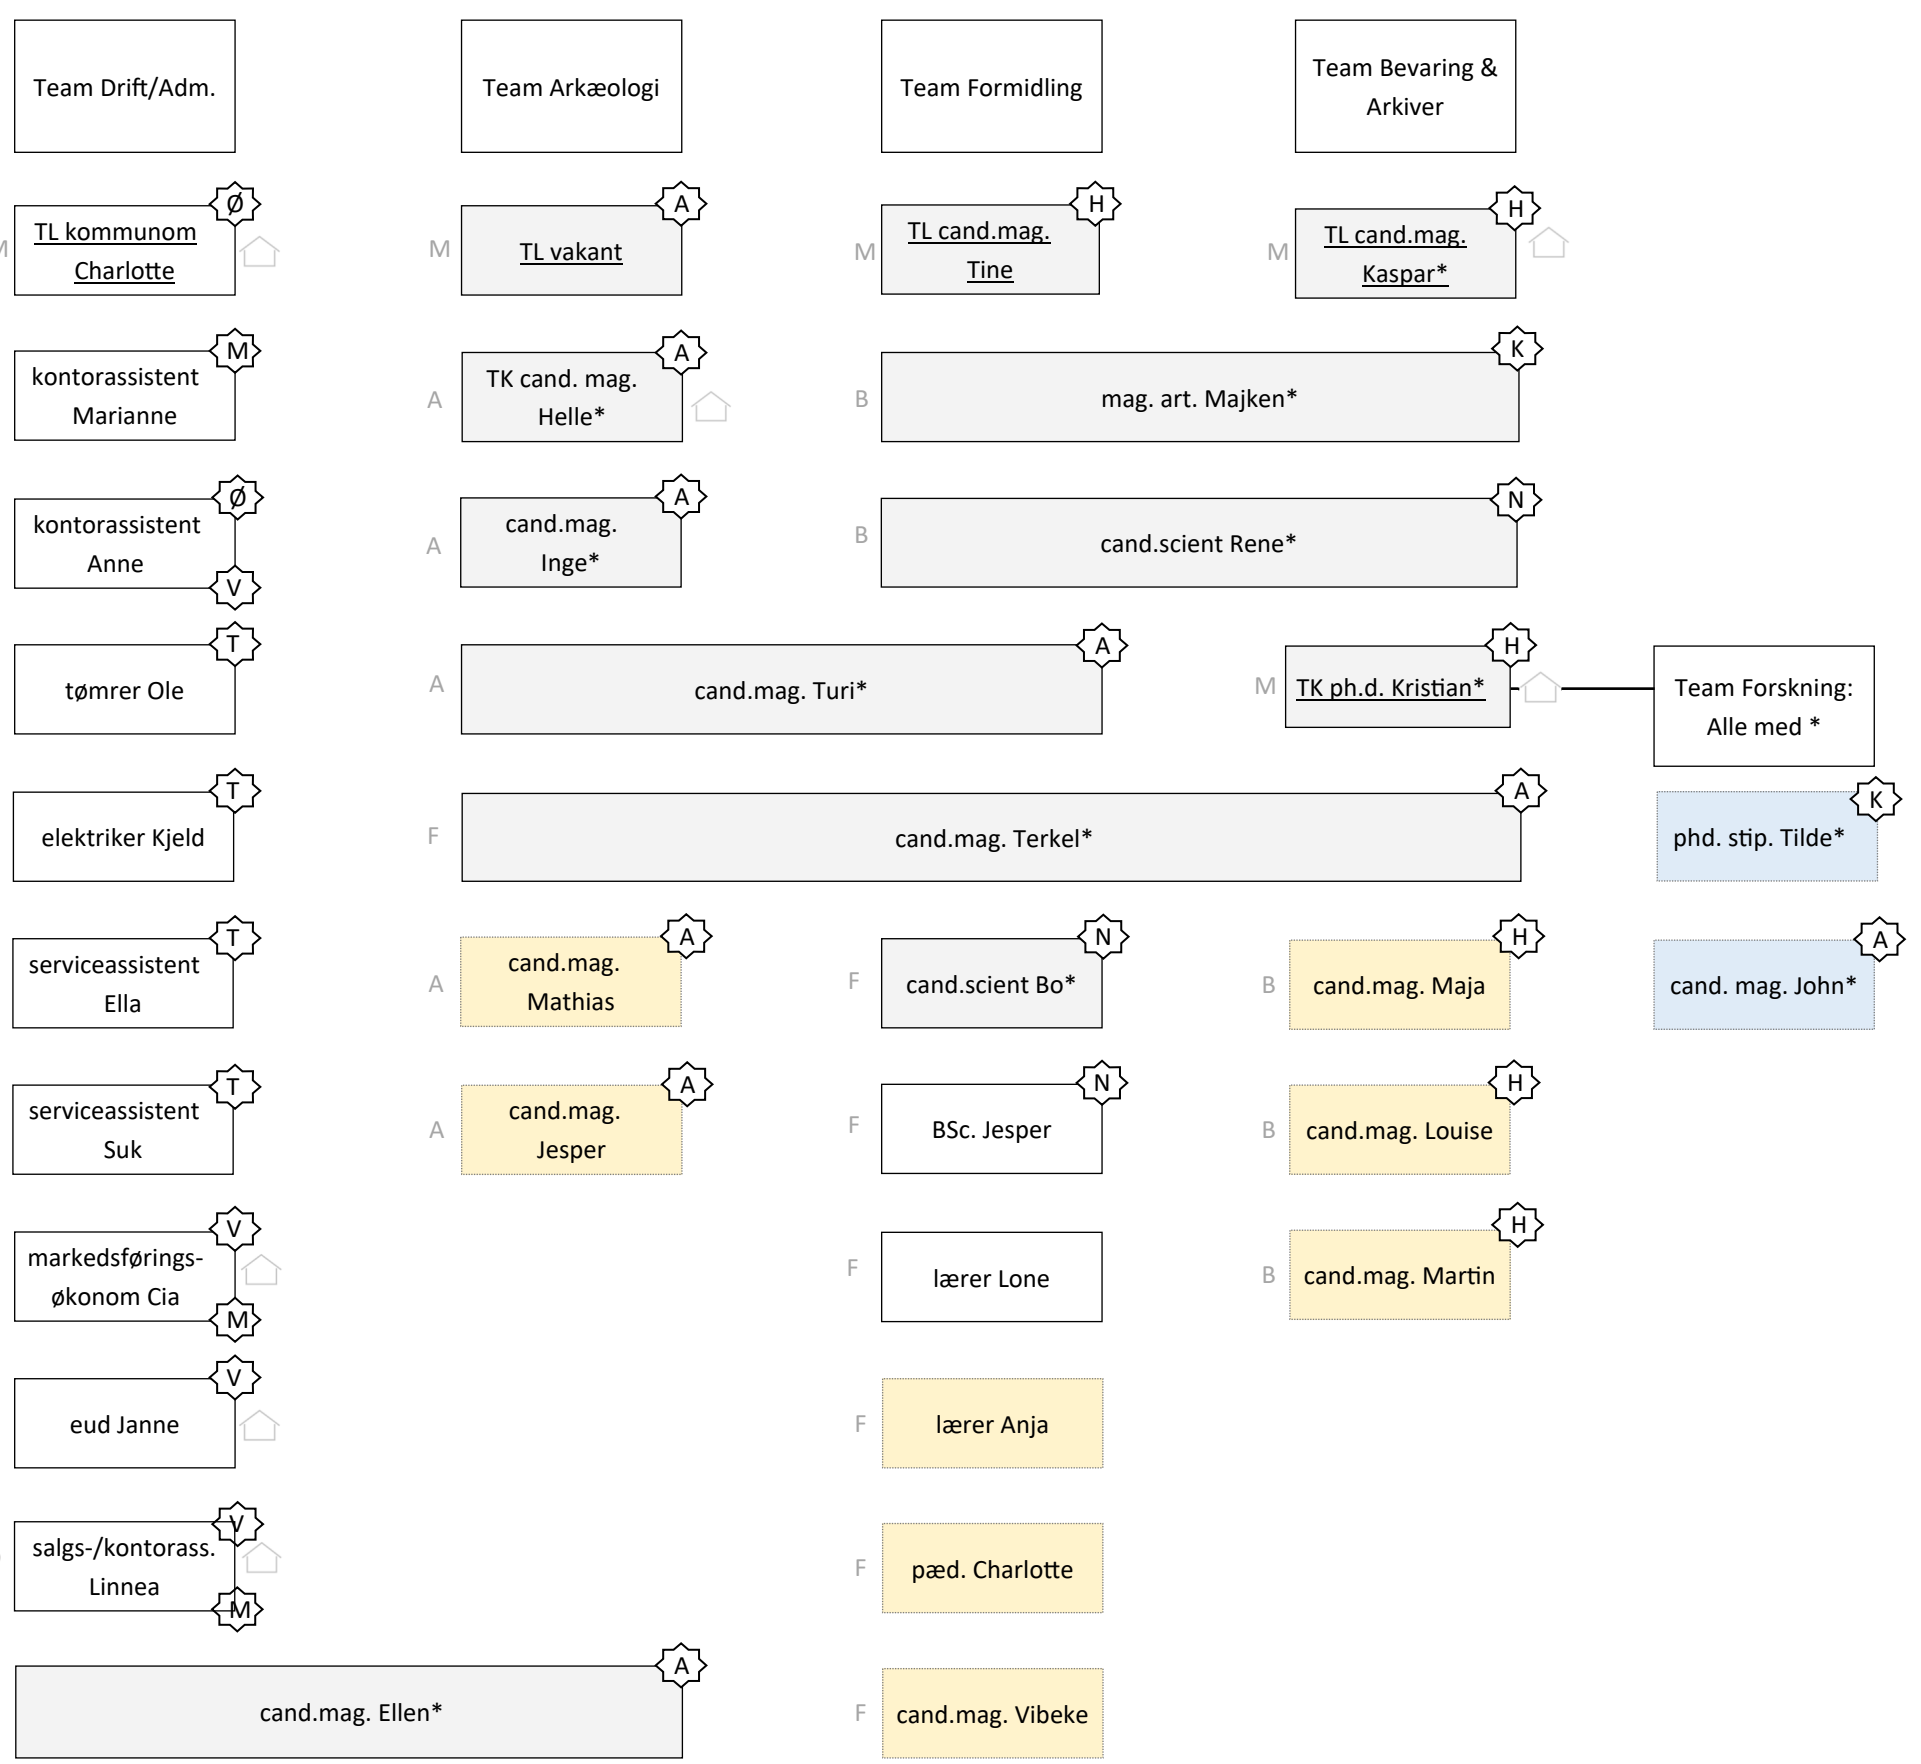 Team Drift/Adm.
Team Arkæologi
Team Formidling
Team Bevaring &
Arkiver
Ø
M
TL kommunom
Charlotte
A
M
TL vakant
H
M
TL cand.mag.
Tine
H
M
TL cand.mag.
Kaspar*
M
kontorassistent
Marianne
A
A
TK cand. mag.
Helle*
K
B
mag. art. Majken*
Ø
kontorassistent
Anne
V
A
A
cand.mag.
Inge*
N
B
cand.scient Rene*
T
tømrer Ole
A
A
cand.mag. Turi*
H
M
TK ph.d. Kristian*
Team Forskning:
Alle med *
T
elektriker Kjeld
A
F
cand.mag. Terkel*
K
phd. stip. Tilde*
T
serviceassistent
Ella
A
A
cand.mag.
Mathias
N
F
cand.scient Bo*
H
B
cand.mag. Maja
A
cand. mag. John*
T
serviceassistent
Suk
A
A
cand.mag.
Jesper
N
F
BSc. Jesper
H
B
cand.mag. Louise
V
markedsførings-
økonom Cia
M
F
lærer Lone
H
B
cand.mag. Martin
V
eud Janne
F
lærer Anja
V
salgs-/kontorass.
Linnea
M
F
pæd. Charlotte
A
cand.mag. Ellen*
F
cand.mag. Vibeke